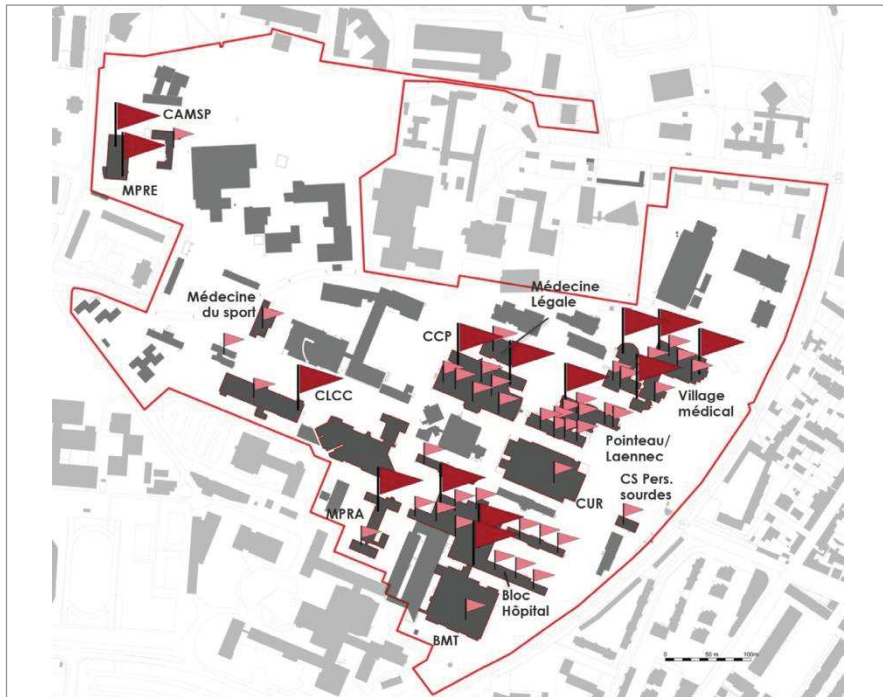 CAMSP
MPRE
Médecine
du sport
Médecine
Légale
CCP
CLCC
Village
médical
Pointeau/
Laennec
CS Pers.
sourdes
CUR
MPRA
Bloc
Hôpital
BMT
0 50 m 100m